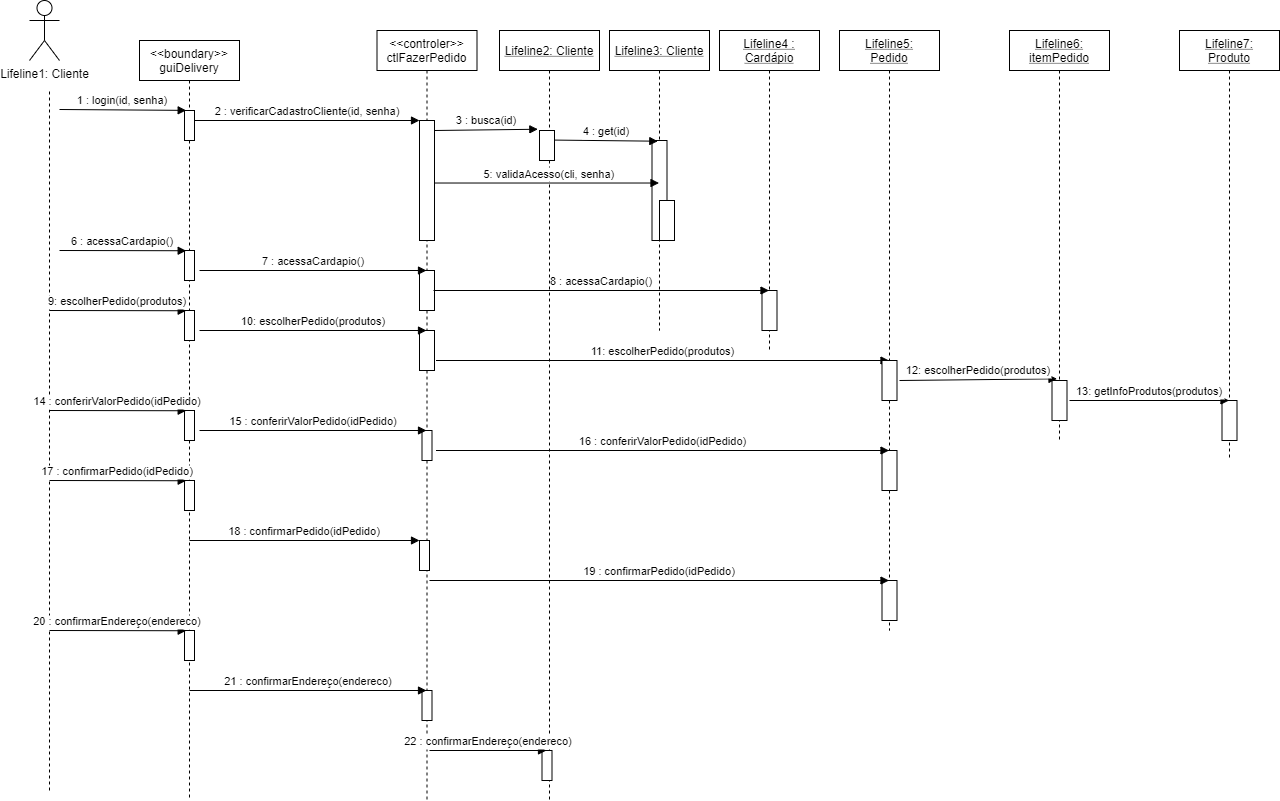 Lifeline1: Cliente
<<boundary>>
guiDelivery
<<controler>>
ctlFazerPedido
Lifeline2: Cliente
Lifeline3: Cliente
Lifeline4 :
Cardápio
Lifeline5:
Pedido
Lifeline6:
itemPedido
Lifeline7:
Produto
1 : login(id, senha)
2 : verificarCadastroCliente(id, senha)
3 : busca(id)
4 : get(id)
5: validaAcesso(cli, senha)
6 : acessaCardapio()
7 : acessaCardapio()
8 : acessaCardapio()
9: escolherPedido(produtos)
10: escolherPedido(produtos)
11: escolherPedido(produtos)
12: escolherPedido(produtos)
13: getInfoProdutos(produtos)
14 : conferirValorPedido(idPedido)
15 : conferirValorPedido(idPedido)
16 : conferirValorPedido(idPedido)
17 : confirmarPedido(idPedido)
18 : confirmarPedido(idPedido)
19 : confirmarPedido(idPedido)
20 : confirmarEndereço(endereco)
21 : confirmarEndereço(endereco)
22 : confirmarEndereço(endereco)